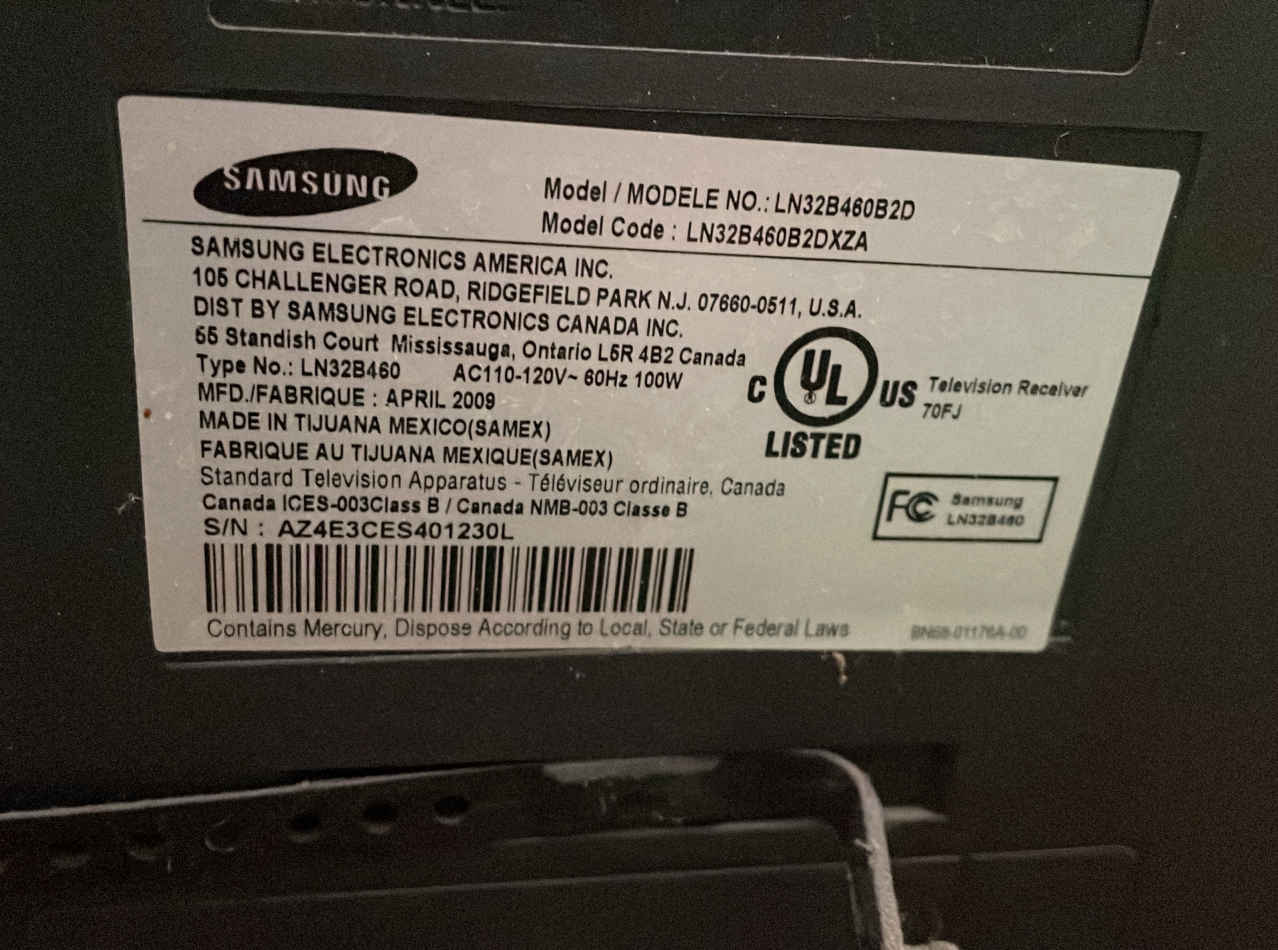 SAMSUNG
Model / MODELE NO.: LN32B460B2D
Model Code : LN32B460B2DXZA
SAMSUNG ELECTRONICS AMERICA INC.
105 CHALLENGER ROAD, RIDGEFIELD PARK N.J. 07660-0511, U.S.A.
DIST BY SAMSUNG ELECTRONICS CANADA INC.
55 Standish Court Mississauga, Ontario L5R 4B2 Canada
Type No.: LN32B460 AC110-120V~ 60Hz 100W
MFD./FABRIQUE : APRIL 2009
MADE IN TIJUANA MEXICO(SAMEX)
FABRIQUE AU TIJUANA MEXIQUE(SAMEX)
Standard Television Apparatus - Téléviseur ordinaire, Canada
Canada ICES-003Class B / Canada NMB-003 Classe B
S/N : AZ4E3CES401230L
Contains Mercury, Dispose According to Local, State or Federal Laws
C UL ® US
LISTED
Television Receiver
70FJ
FC Samsung
LN32B460
BN68-01176A-00